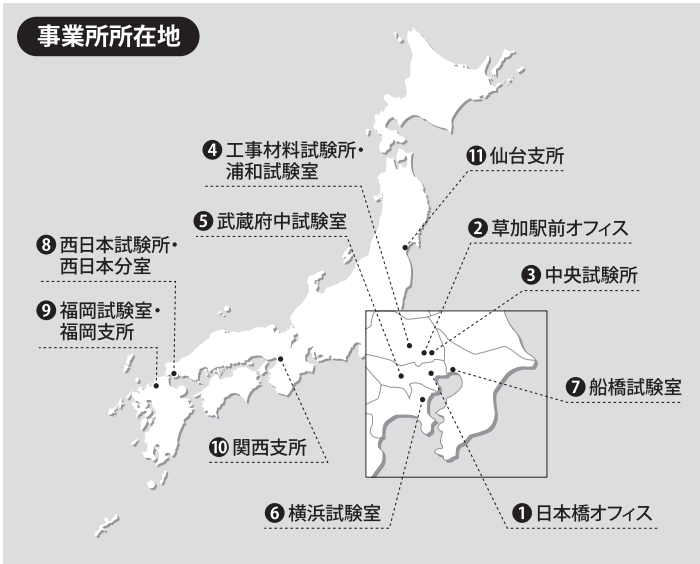 事業所所在地
❹ 工事材料試験所・
浦和試験室
⓫ 仙台支所
❺ 武蔵府中試験室
❷ 草加駅前オフィス
❽ 西日本試験所・
西日本分室
❸ 中央試験所
❾ 福岡試験室・
福岡支所
❼ 船橋試験室
❿ 関西支所
❻ 横浜試験室
❶ 日本橋オフィス